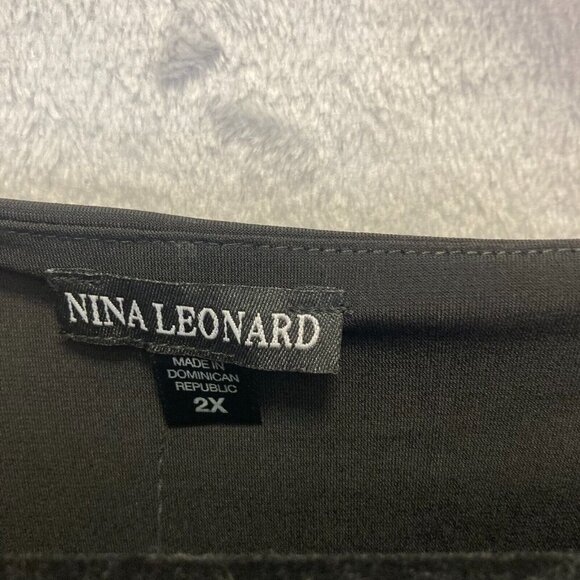 NINA LEONARD
MADE IN
DOMINICAN
REPUBLIC
2X